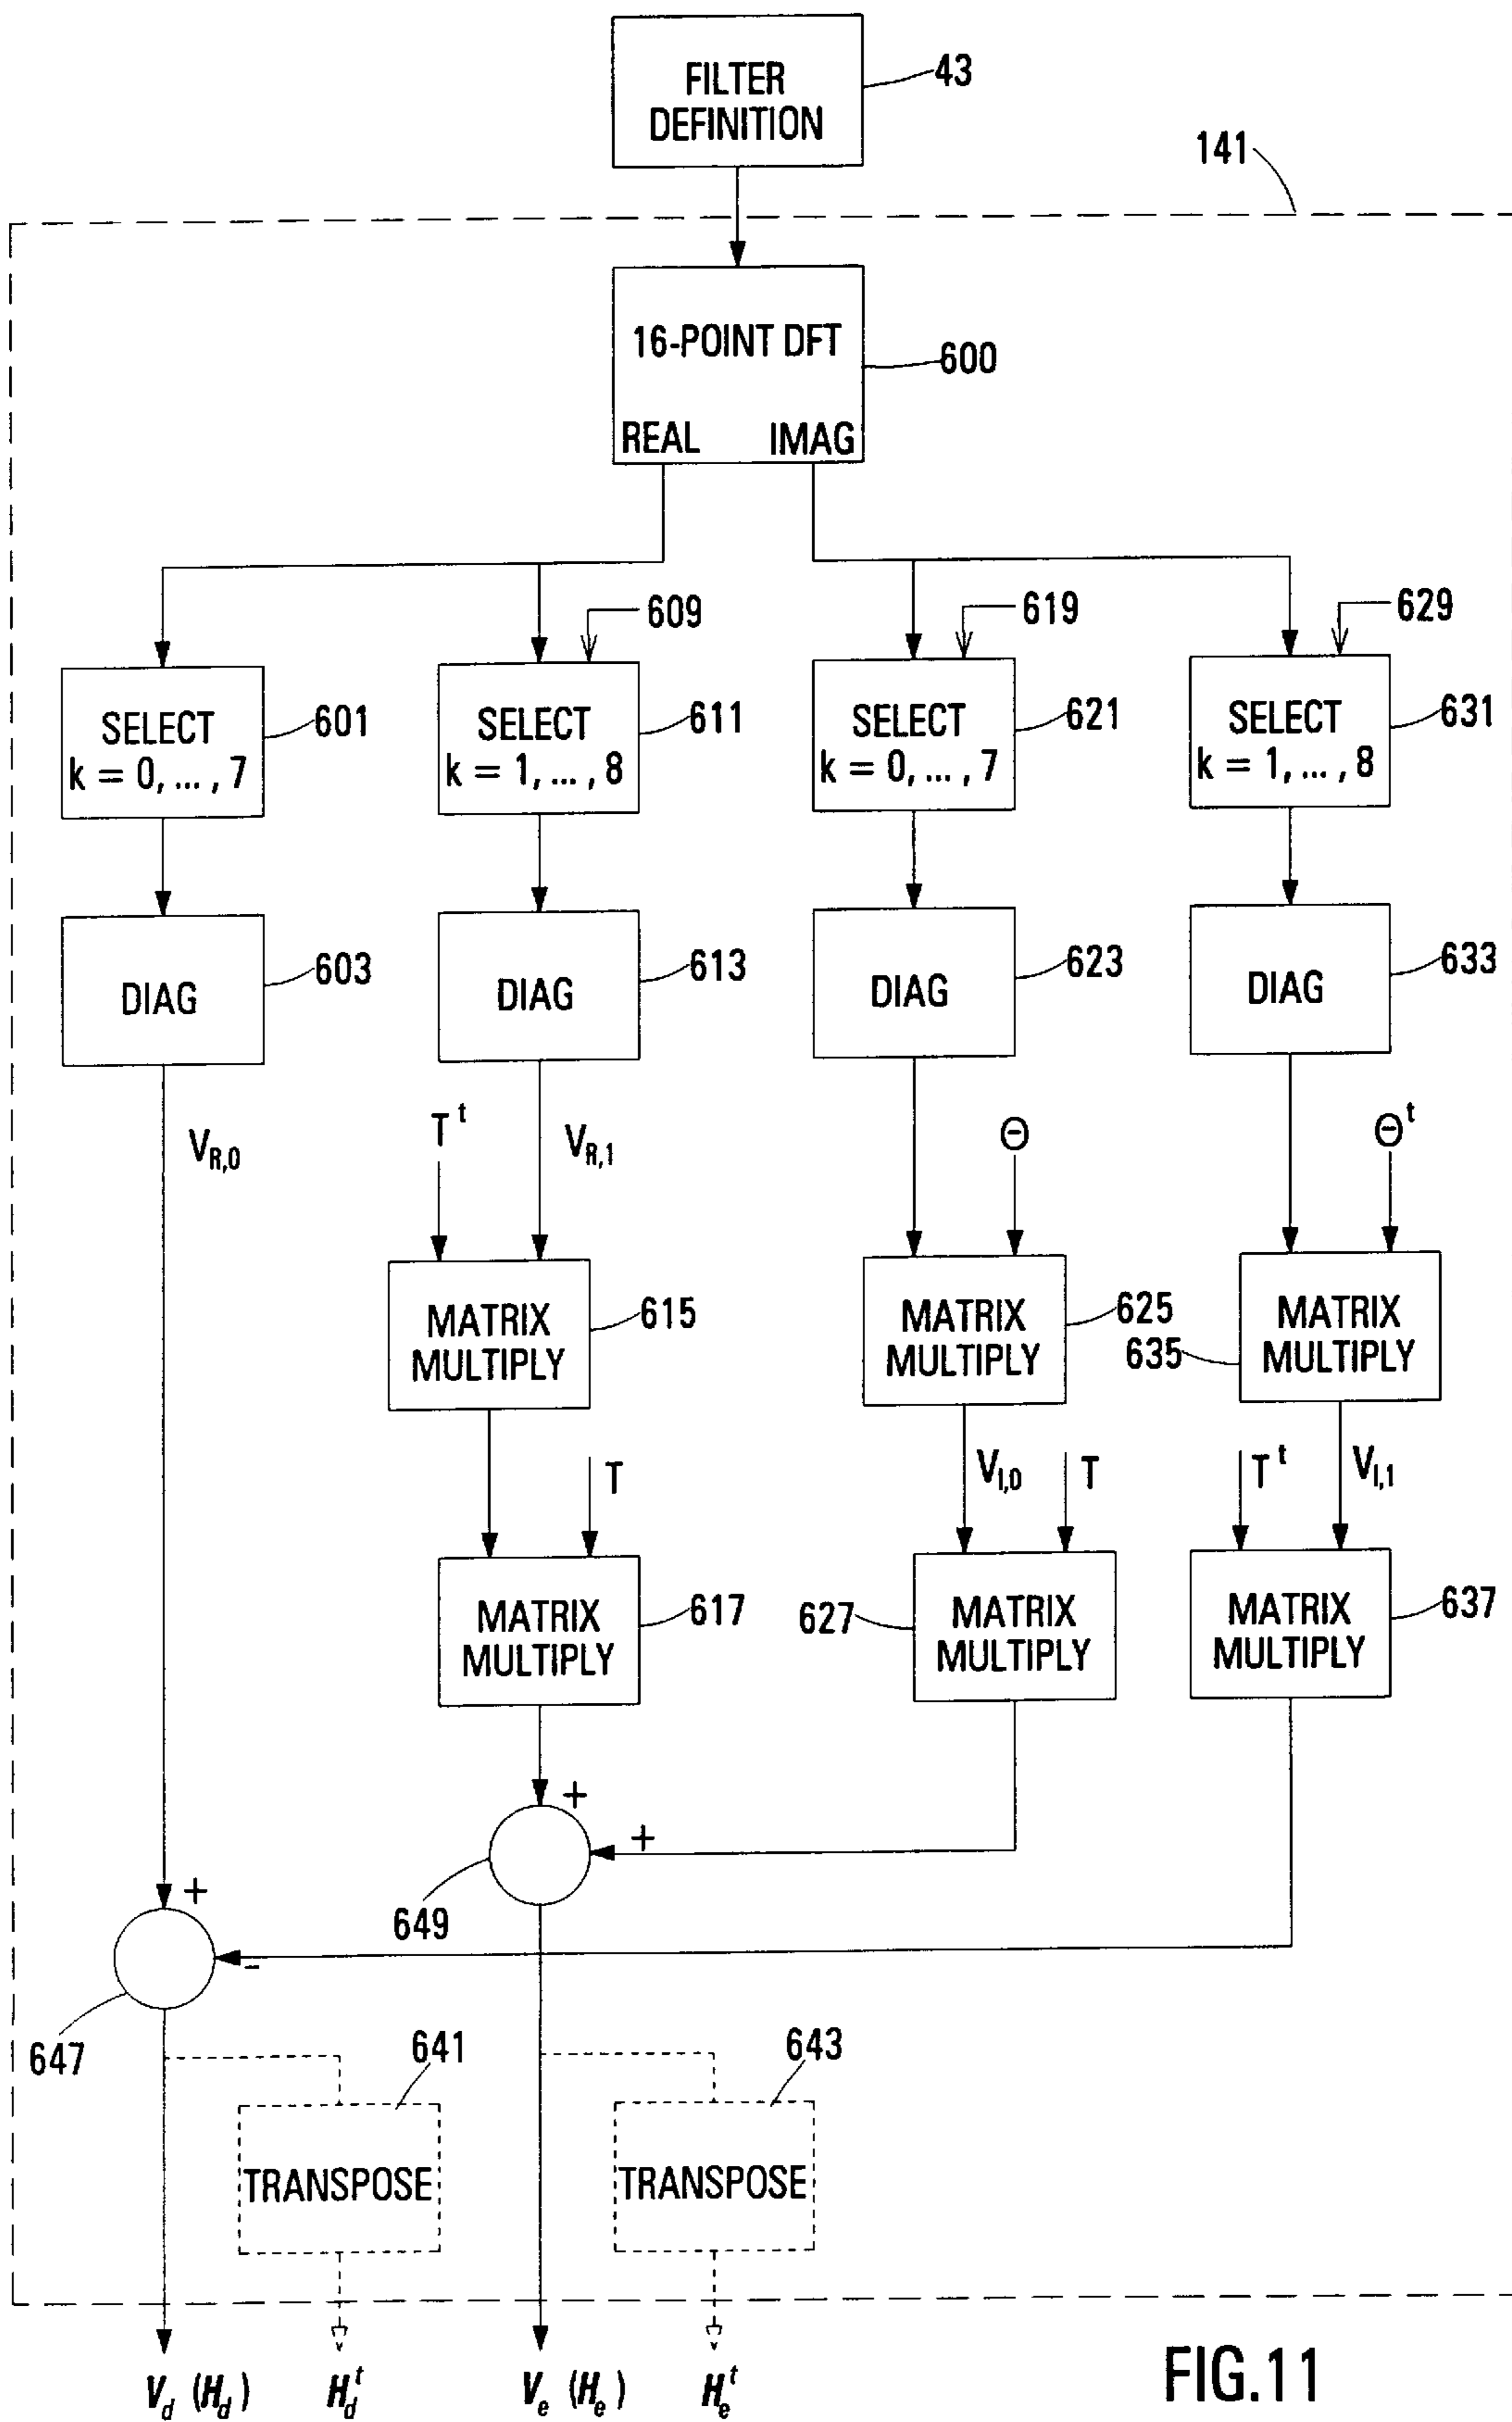 FILTER
DEFINITION
43
141
16-POINT DFT
600
REAL IMAG
609
619
629
SELECT
k = 0, ... , 7
601
SELECT
k = 1, ... , 8
611
SELECT
k = 0, ... , 7
621
SELECT
k = 1, ... , 8
631
DIAG
603
DIAG
613
DIAG
623
DIAG
633
V_R,0
T^t
V_R,1
Θ
Θ^t
MATRIX
MULTIPLY
615
MATRIX
MULTIPLY
625
635
MATRIX
MULTIPLY
T
V_I,0
T
T^t
V_I,1
MATRIX
MULTIPLY
617
627
MATRIX
MULTIPLY
MATRIX
MULTIPLY
637
+
+
649
+
-
647
641
643
TRANSPOSE
TRANSPOSE
V_d (H_d)
H_d^t
V_e (H_e)
H_e^t
FIG.11